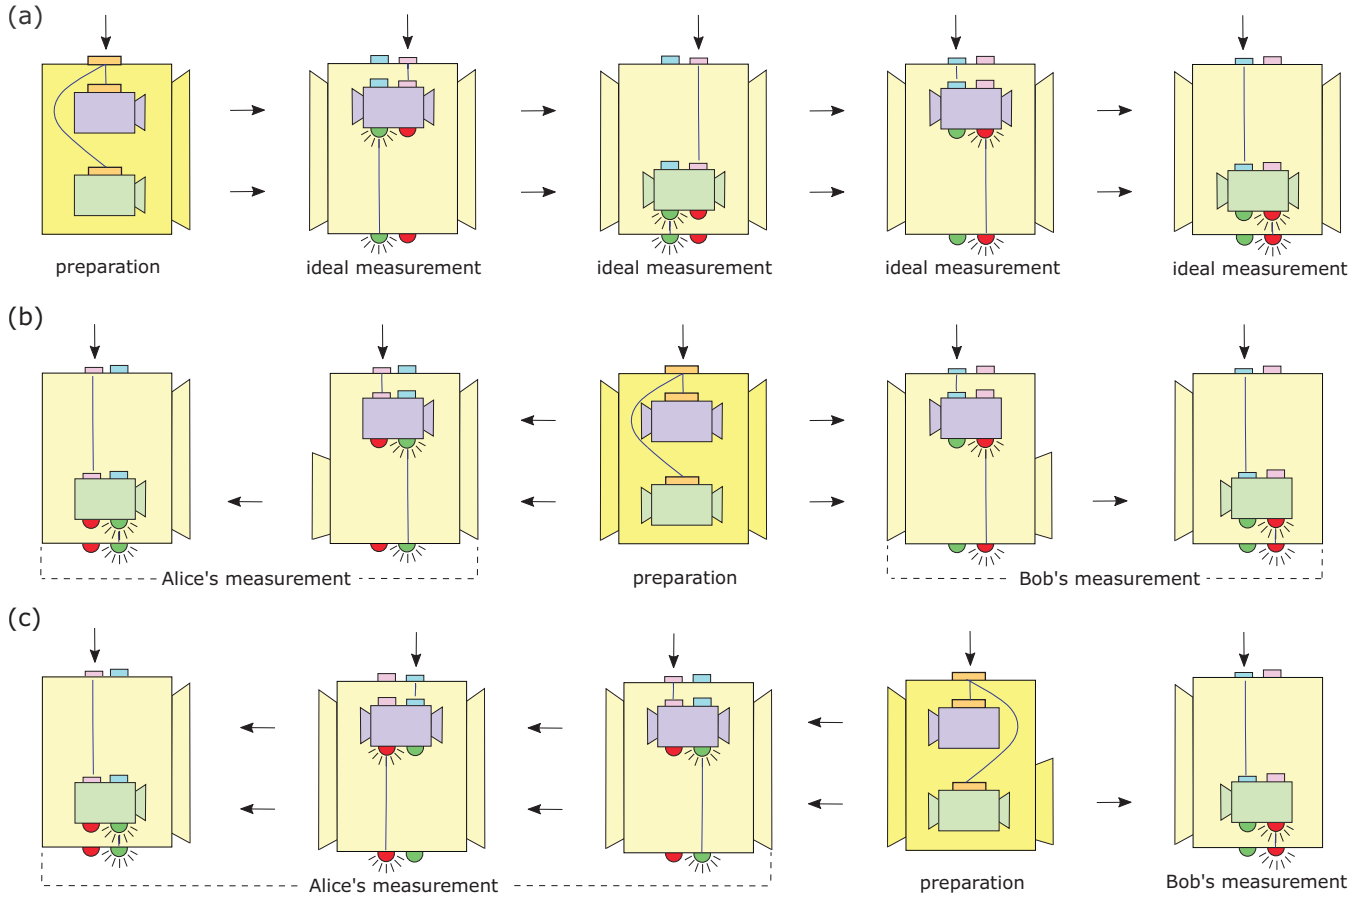 (a)
preparation
ideal measurement
ideal measurement
ideal measurement
ideal measurement
(b)
Alice's measurement
preparation
Bob's measurement
(c)
Alice's measurement
preparation
Bob's measurement